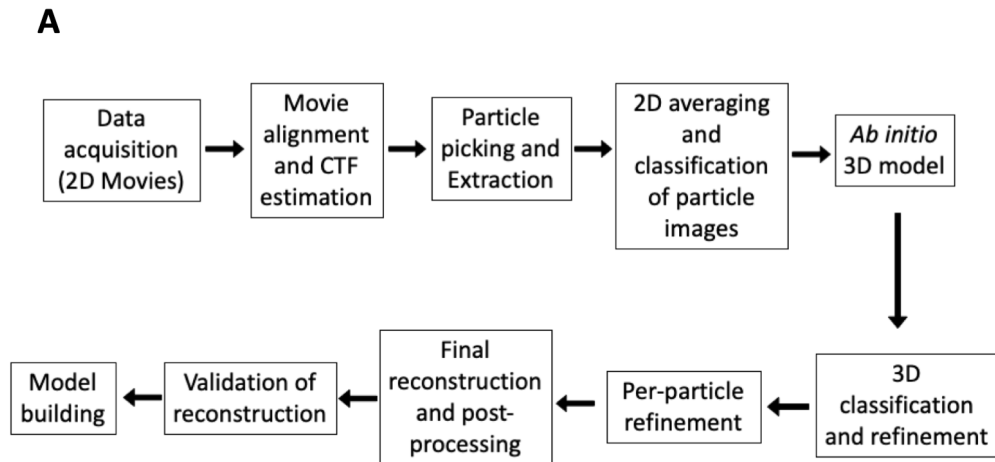 A
Data
acquisition
(2D Movies)
Movie
alignment
and CTF
estimation
Particle
picking and
Extraction
2D averaging
and
classification
of particle
images
Ab initio
3D model
3D
classification
and refinement
Per-particle
refinement
Final
reconstruction
and post-
processing
Validation of
reconstruction
Model
building